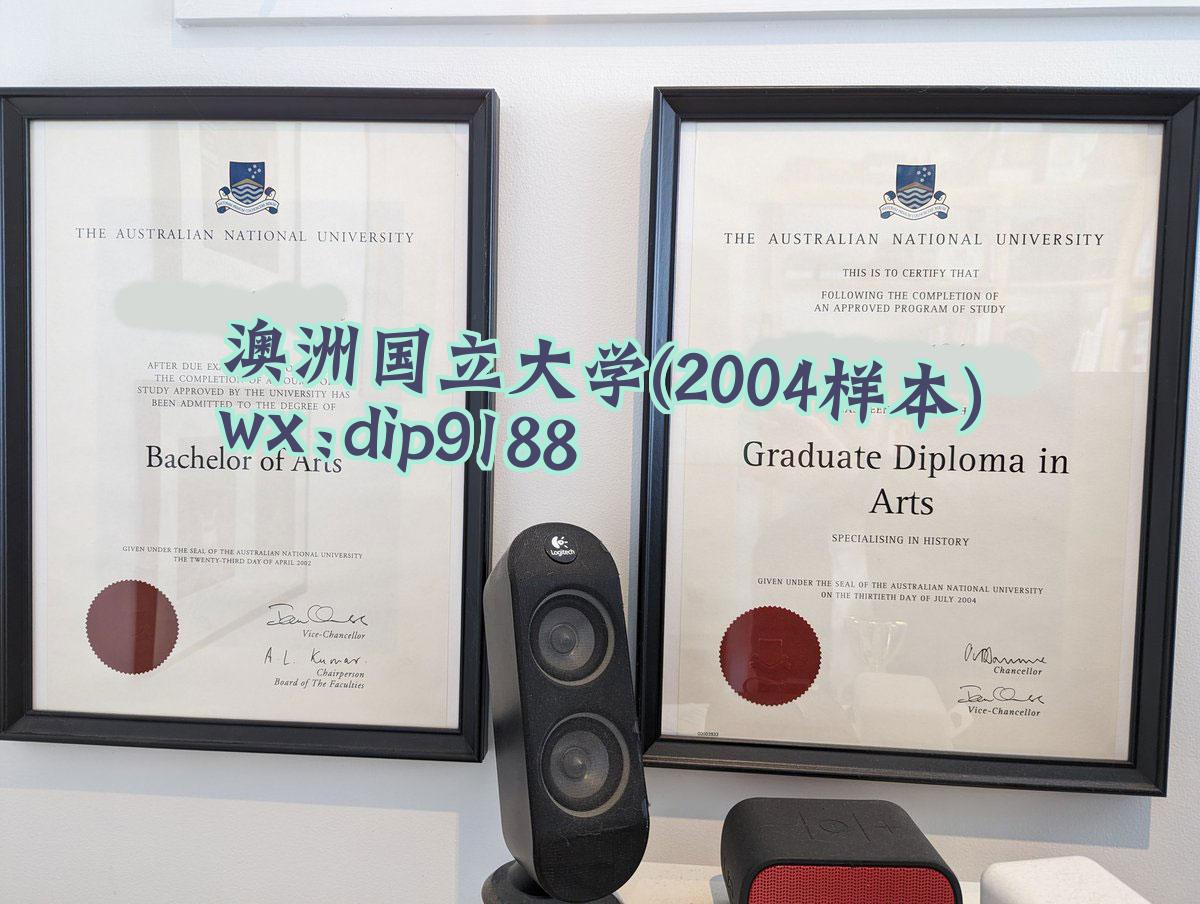 THE AUSTRALIAN NATIONAL UNIVERSITY
AFTER DUE
THE COMPLETION OF A
STUDY APPROVED BY THE UNIVERSITY HAS
BEEN ADMITTED TO THE DEGREE OF
Bachelor of Arts
GIVEN UNDER THE SEAL OF THE AUSTRALIAN NATIONAL UNIVERSITY
THE TWENTY-THIRD DAY OF APRIL 2002
Vice-Chancellor
A. L. Kumar.
Chairperson
Board of The Faculties
澳洲国立大学(2004样本)
wx:dip9188
Logitech
THE AUSTRALIAN NATIONAL UNIVERSITY
THIS IS TO CERTIFY THAT
FOLLOWING THE COMPLETION OF
AN APPROVED PROGRAM OF STUDY
Graduate Diploma in
Arts
SPECIALISING IN HISTORY
GIVEN UNDER THE SEAL OF THE AUSTRALIAN NATIONAL UNIVERSITY
ON THE THIRTIETH DAY OF JULY 2004
Chancellor
Vice-Chancellor